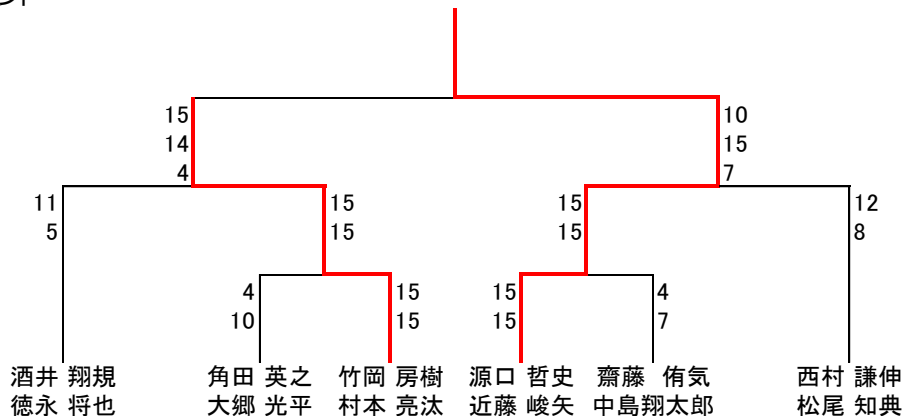 15 10
14 15
4 7
11 15 15 12
5 15 15 8
4 15 15 4
10 15 15 7
酒井 翔規 角田 英之 竹岡 房樹 源口 哲史 齋藤 侑気 西村 謙伸
徳永 将也 大郷 光平 村本 亮汰 近藤 峻矢 中島翔太郎 松尾 知典